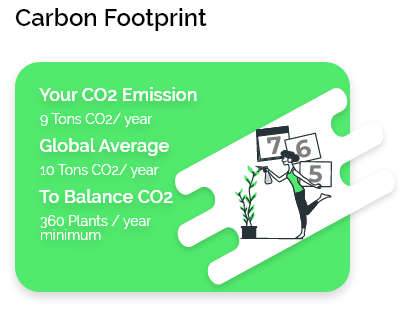 Carbon Footprint
Your CO2 Emission
9 Tons CO2/ year
Global Average
10 Tons CO2/ year
To Balance CO2
360 Plants / year
minimum
7
6
5